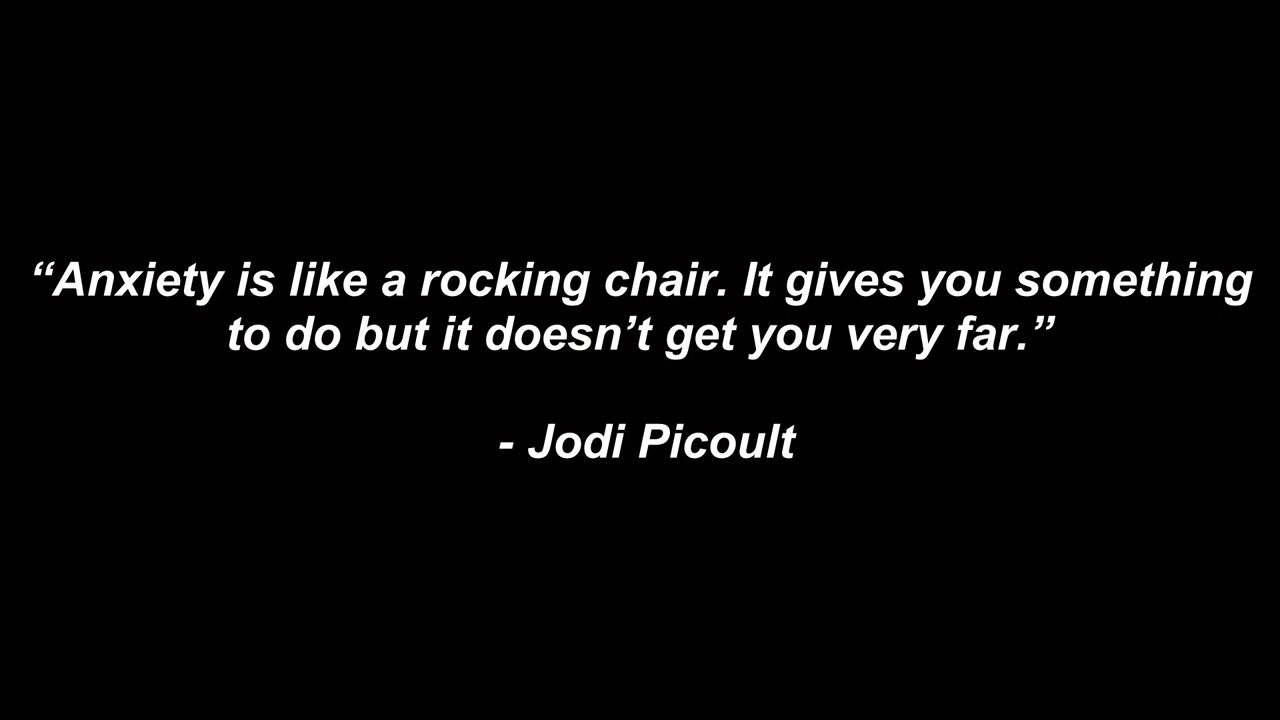 “Anxiety is like a rocking chair. It gives you something
to do but it doesn’t get you very far.”
- Jodi Picoult